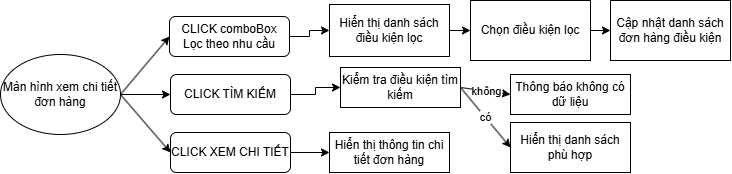 Màn hình xem chi tiết
đơn hàng
CLICK comboBox
Lọc theo nhu cầu
Hiển thị danh sách
điều kiện lọc
Chọn điều kiện lọc
Cập nhật danh sách
đơn hàng điều kiện
CLICK TÌM KIẾM
Kiểm tra điều kiện tìm
kiếm
không
Thông báo không có
dữ liệu
có
Hiển thị danh sách
phù hợp
CLICK XEM CHI TIẾT
Hiển thị thông tin chi
tiết đơn hàng